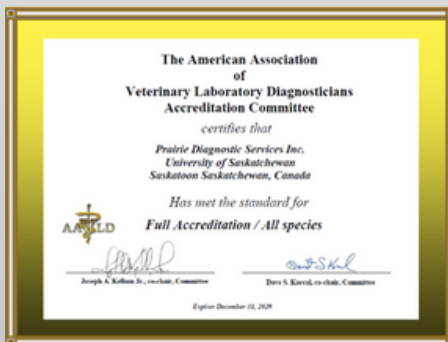 The American Association
of
Veterinary Laboratory Diagnosticians
Accreditation Committee
certifies that
Prairie Diagnostic Services Inc.
University of Saskatchewan
Saskatoon Saskatchewan, Canada
Has met the standard for
AAVLD
Full Accreditation / All species
Joseph A. Kelhan Jr., co-chair, Committee
Dave S. Korcal, co-chair, Committee
Expires December 31, 2029